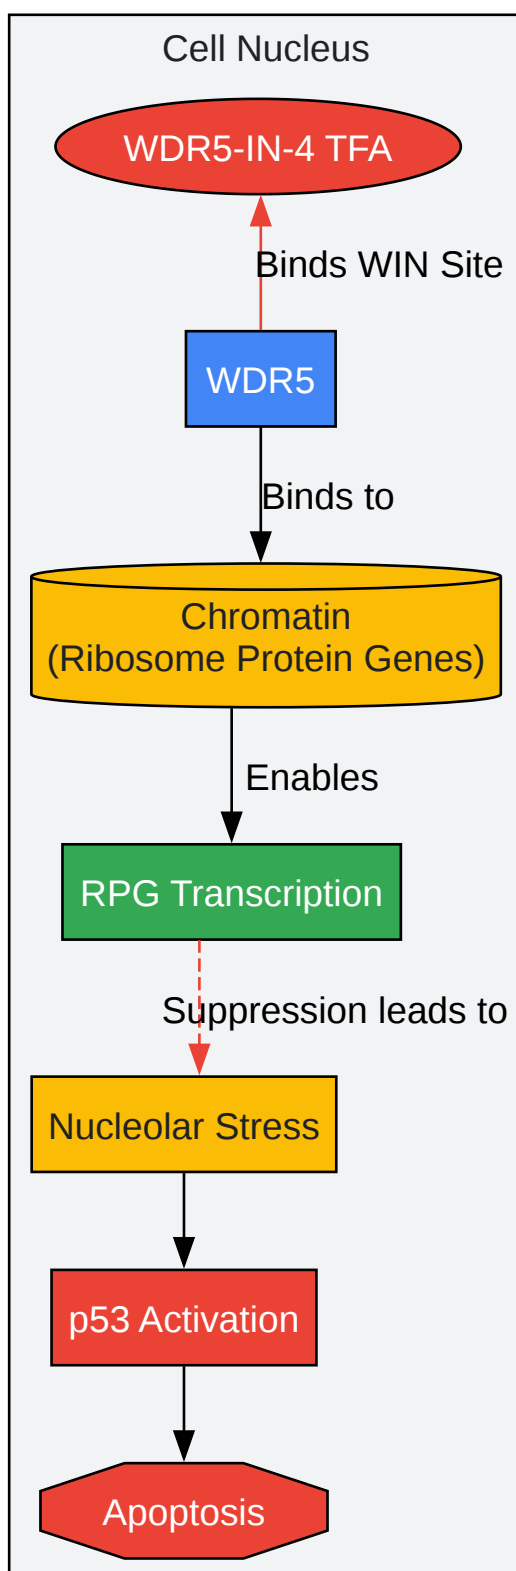 Cell Nucleus
WDR5-IN-4 TFA
Binds WIN Site
WDR5
Binds to
Chromatin
(Ribosome Protein Genes)
Enables
RPG Transcription
Suppression leads to
Nucleolar Stress
p53 Activation
Apoptosis